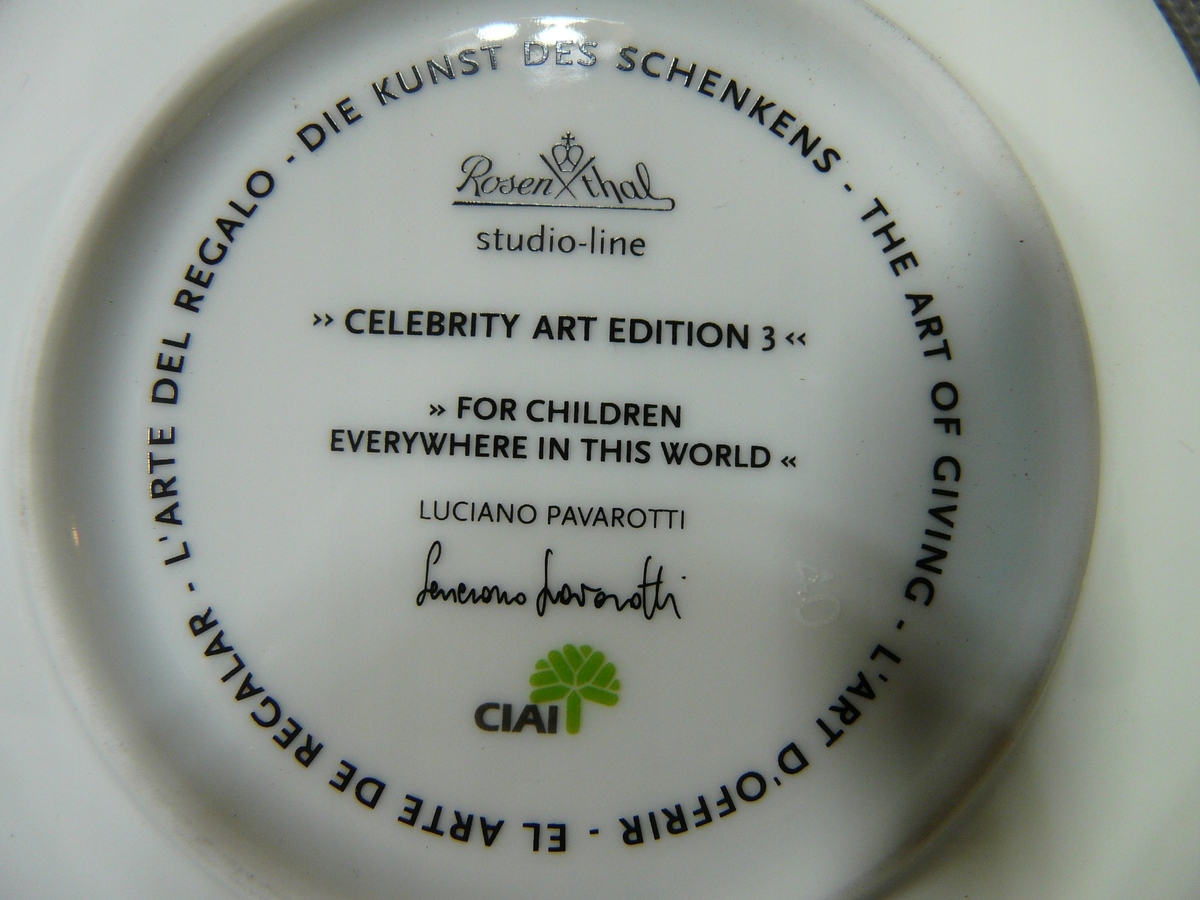 DIE KUNST DES SCHENKENS - THE ART OF GIVING - L'ART D'OFFRIR - EL ARTE DE REGALAR - L'ARTE DEL REGALO -
Rosenthal
studio-line
›› CELEBRITY ART EDITION 3 ‹‹
» FOR CHILDREN
EVERYWHERE IN THIS WORLD «
LUCIANO PAVAROTTI
Luciano Pavarotti
CIAI